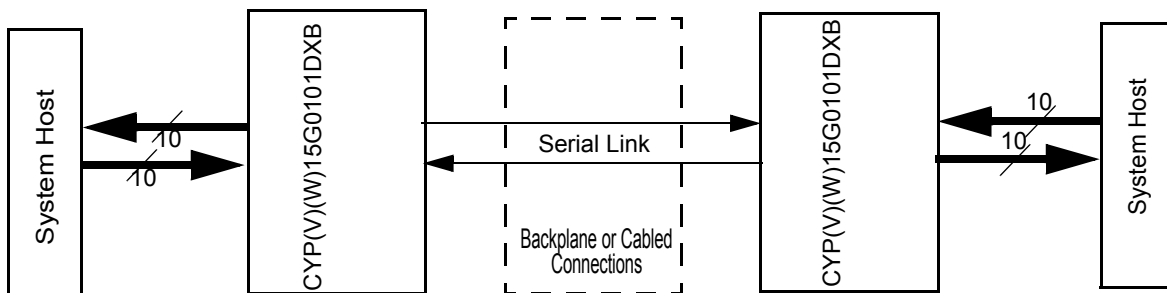 System Host
10
10
CYP(V)(W)15G0101DXB
Serial Link
Backplane or Cabled
Connections
CYP(V)(W)15G0101DXB
10
10
System Host